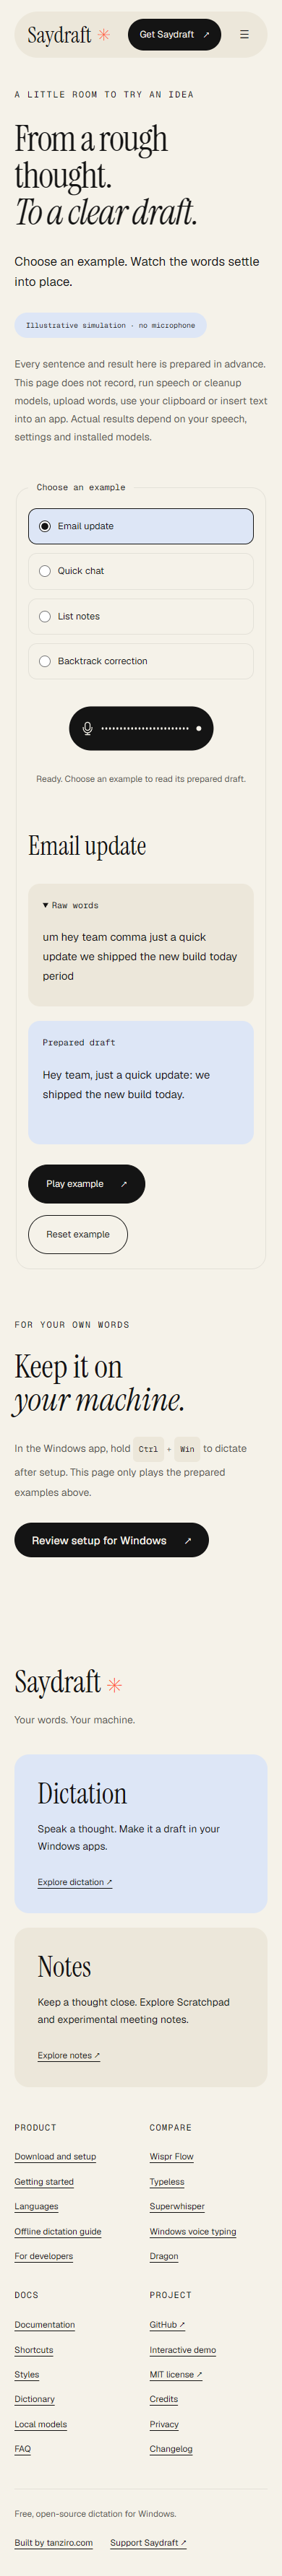 Saydraft
Get Saydraft ↗
A LITTLE ROOM TO TRY AN IDEA
From a rough
thought.
To a clear draft.
Choose an example. Watch the words settle
into place.
Illustrative simulation · no microphone
Every sentence and result here is prepared in advance.
This page does not record, run speech or cleanup
models, upload words, use your clipboard or insert text
into an app. Actual results depend on your speech,
settings and installed models.
Choose an example
Email update
Quick chat
List notes
Backtrack correction
Ready. Choose an example to read its prepared draft.
Email update
▼ Raw words
um hey team comma just a quick
update we shipped the new build today
period
Prepared draft
Hey team, just a quick update: we
shipped the new build today.
Play example ↗
Reset example
FOR YOUR OWN WORDS
Keep it on
your machine.
In the Windows app, hold Ctrl + Win to dictate
after setup. This page only plays the prepared
examples above.
Review setup for Windows ↗
Saydraft
Your words. Your machine.
Dictation
Speak a thought. Make it a draft in your
Windows apps.
Explore dictation ↗
Notes
Keep a thought close. Explore Scratchpad
and experimental meeting notes.
Explore notes ↗
PRODUCT
Download and setup
Getting started
Languages
Offline dictation guide
For developers
COMPARE
Wispr Flow
Typeless
Superwhisper
Windows voice typing
Dragon
DOCS
Documentation
Shortcuts
Styles
Dictionary
Local models
FAQ
PROJECT
GitHub ↗
Interactive demo
MIT license ↗
Credits
Privacy
Changelog
Free, open-source dictation for Windows.
Built by tanziro.com Support Saydraft ↗